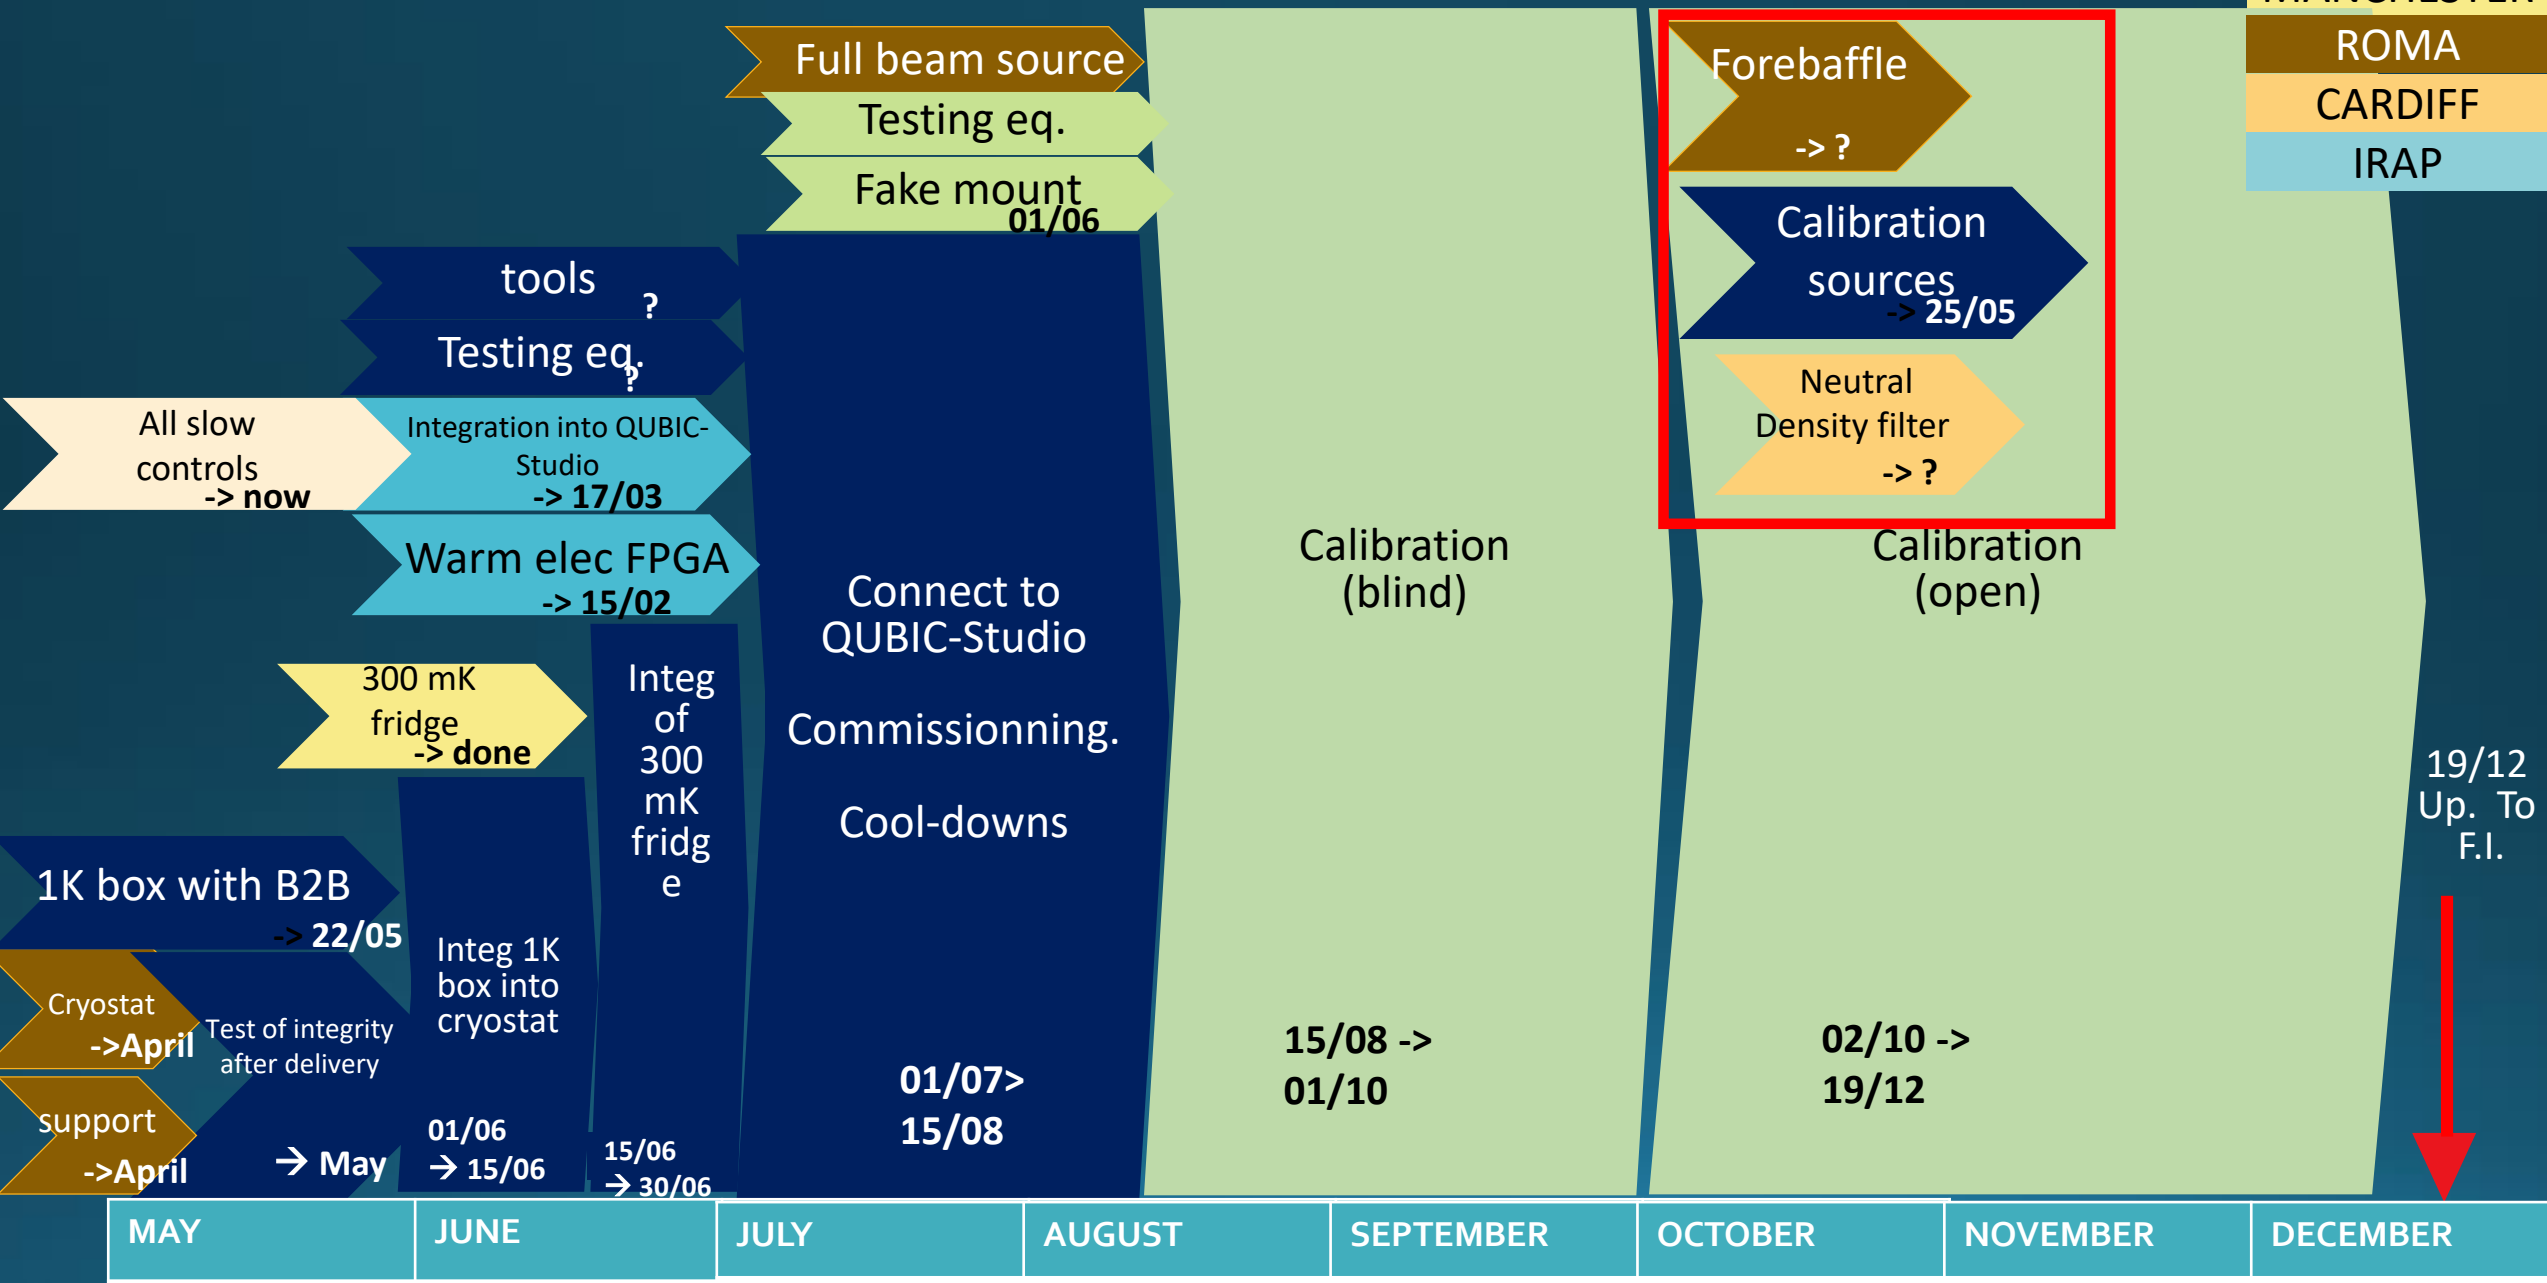 MANCHESTER
ROMA
CARDIFF
IRAP
Full beam source
Testing eq.
Fake mount
01/06
Forebaffle
-> ?
Calibration
sources
-> 25/05
Neutral
Density filter
-> ?
tools
?
Testing eq.
?
All slow
controls
-> now
Integration into QUBIC-
Studio
-> 17/03
Warm elec FPGA
-> 15/02
300 mK
fridge
-> done
Integ
of
300
mK
fridg
e
15/06
→ 30/06
Connect to
QUBIC-Studio
Commissionning.
Cool-downs
01/07>
15/08
Calibration
(blind)
15/08 ->
01/10
Calibration
(open)
02/10 ->
19/12
19/12
Up. To
F.I.
1K box with B2B
-> 22/05
Cryostat
->April
Test of integrity
after delivery
→ May
support
->April
Integ 1K
box into
cryostat
01/06
→ 15/06
MAY
JUNE
JULY
AUGUST
SEPTEMBER
OCTOBER
NOVEMBER
DECEMBER